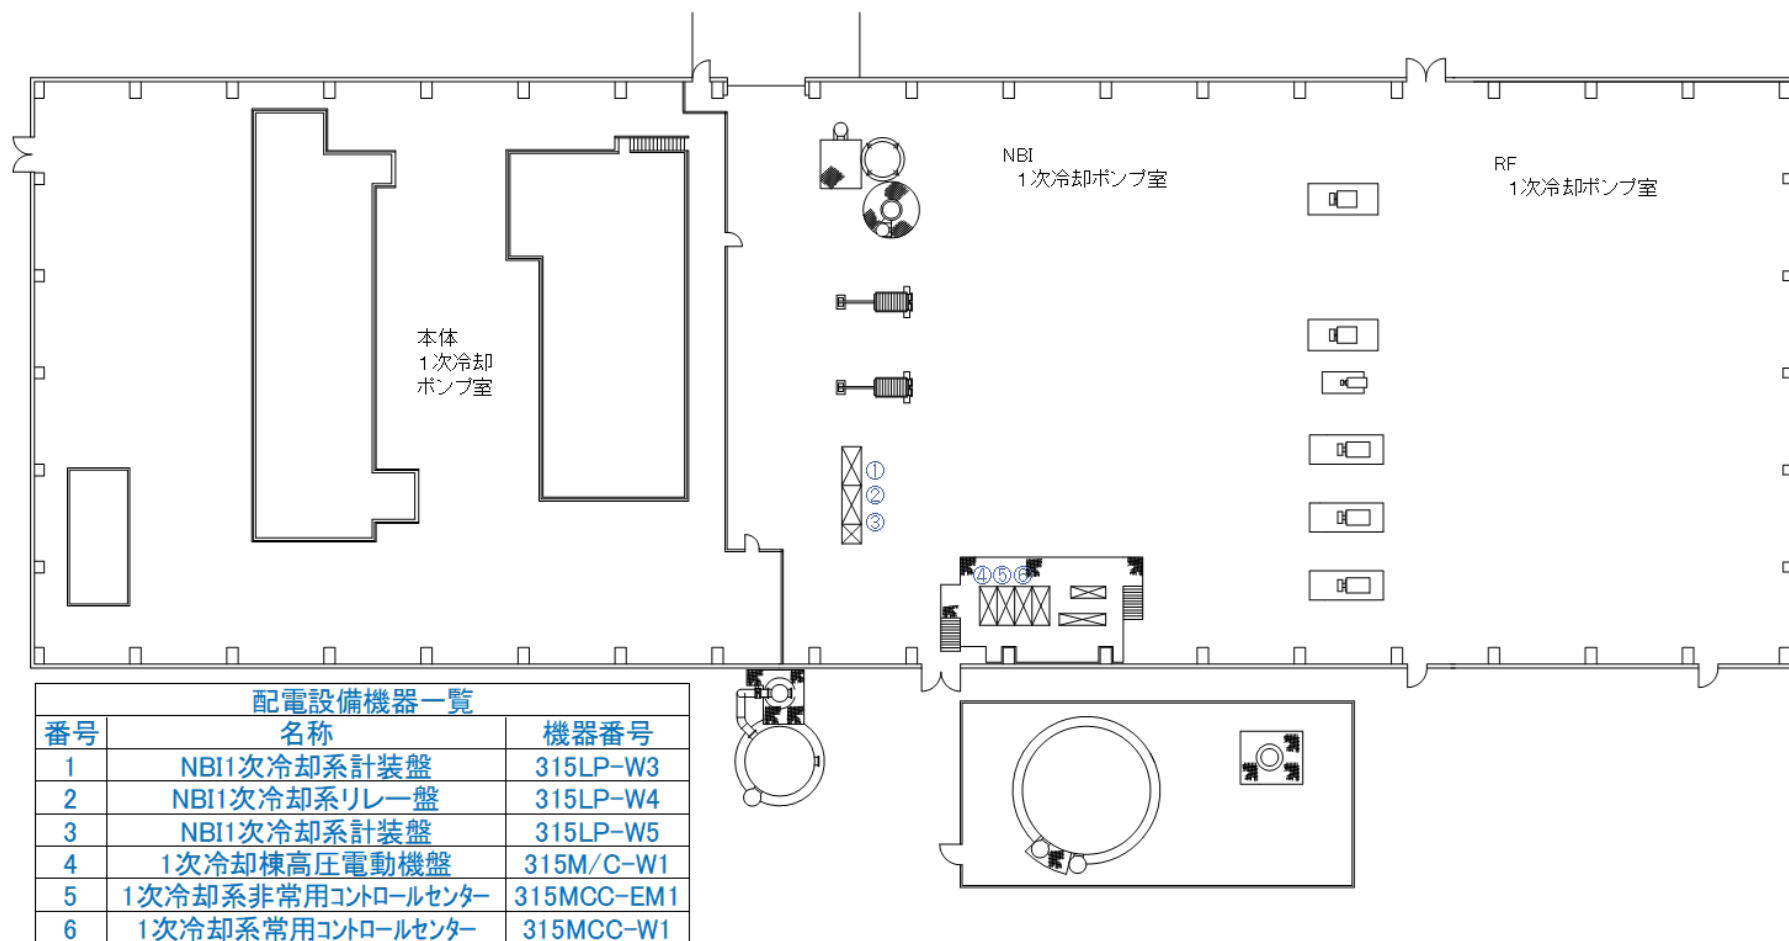 NBI
1次冷却ポンプ室
RF
1次冷却ポンプ室
本体
1次冷却
ポンプ室
①
②
③
④⑤⑥
配電設備機器一覧
番号 名称 機器番号
1 NBI1次冷却系計装盤 315LP-W3
2 NBI1次冷却系リレー盤 315LP-W4
3 NBI1次冷却系計装盤 315LP-W5
4 1次冷却棟高圧電動機盤 315M/C-W1
5 1次冷却系非常用コントロールセンター 315MCC-EM1
6 1次冷却系常用コントロールセンター 315MCC-W1